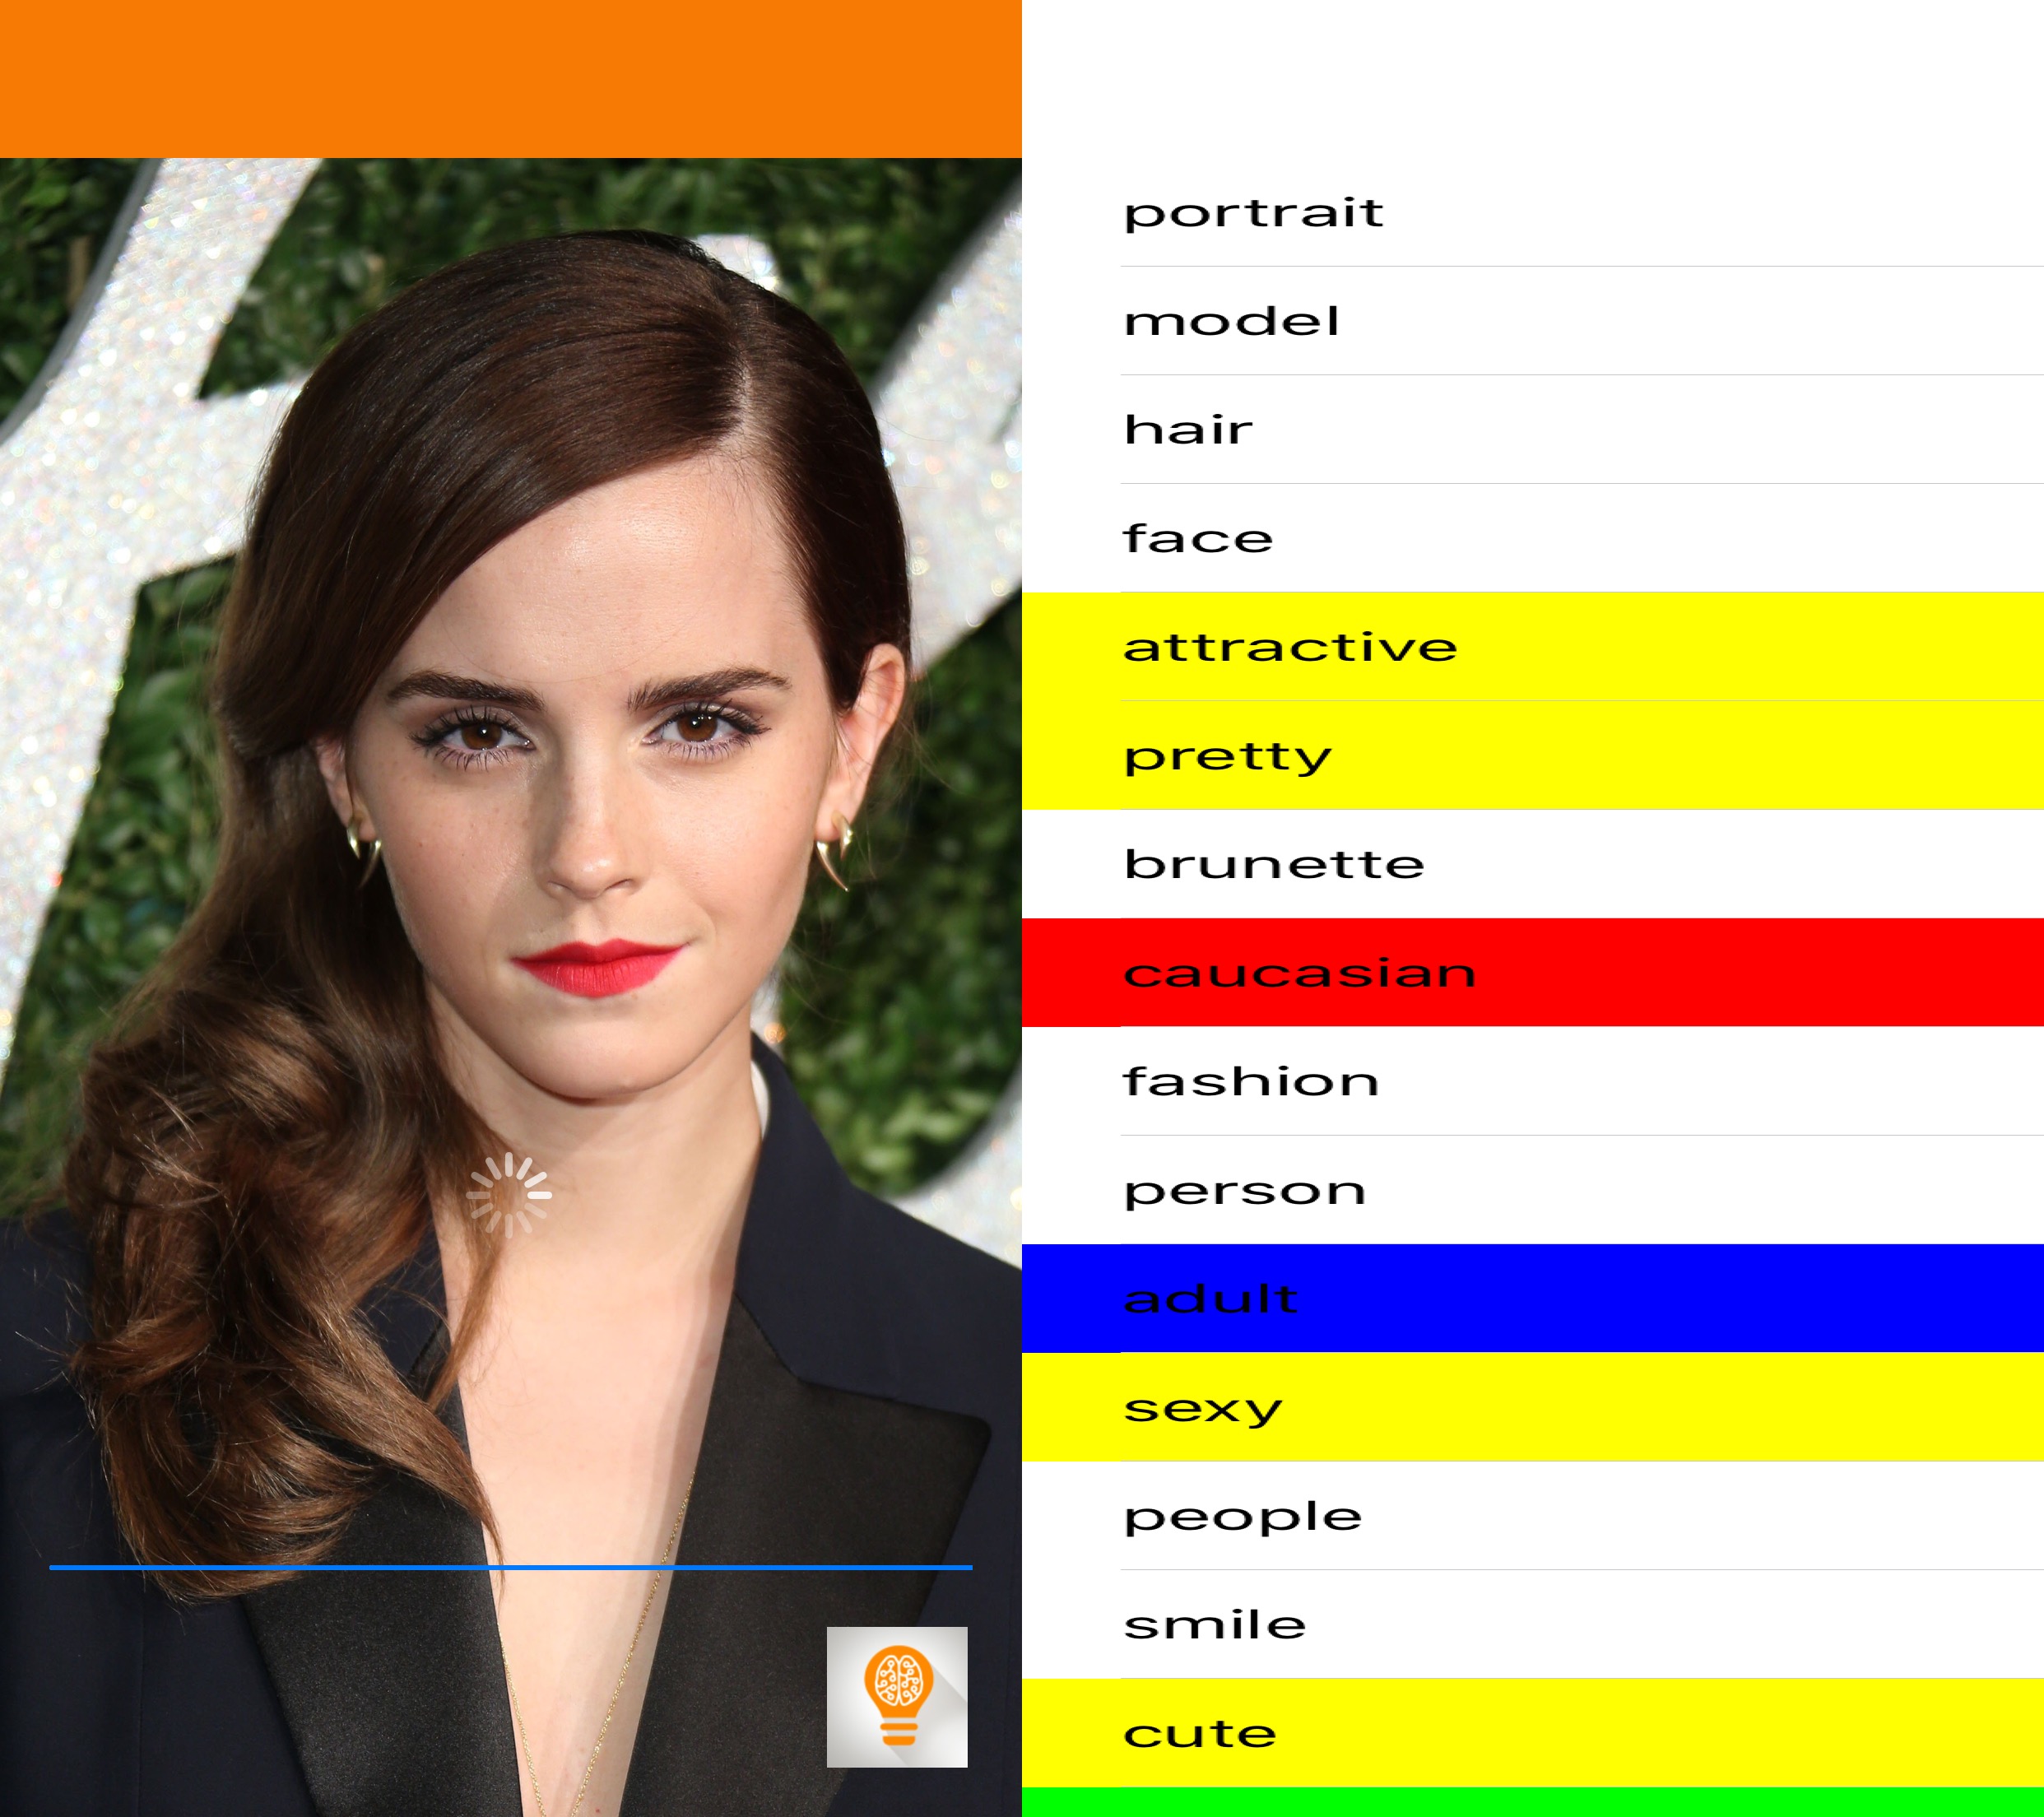 portrait
model
hair
face
attractive
pretty
brunette
caucasian
fashion
person
adult
sexy
people
smile
cute